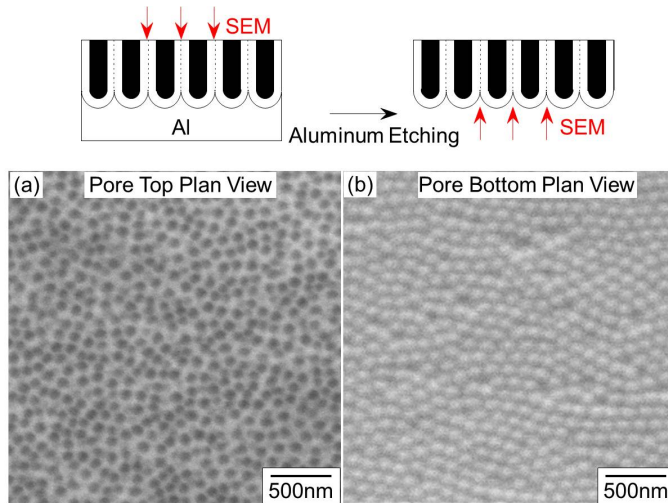 SEM
Al
Aluminum Etching
SEM
(a) Pore Top Plan View
(b) Pore Bottom Plan View
500nm
500nm